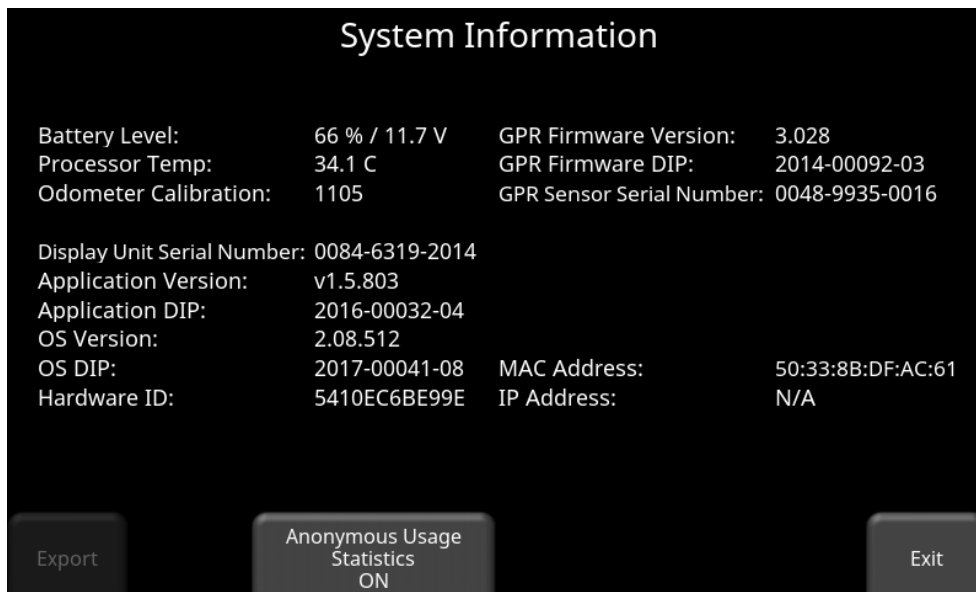 System Information
Battery Level: 66 % / 11.7 V GPR Firmware Version: 3.028
Processor Temp: 34.1 C GPR Firmware DIP: 2014-00092-03
Odometer Calibration: 1105 GPR Sensor Serial Number: 0048-9935-0016
Display Unit Serial Number: 0084-6319-2014
Application Version: v1.5.803
Application DIP: 2016-00032-04
OS Version: 2.08.512
OS DIP: 2017-00041-08 MAC Address: 50:33:8B:DF:AC:61
Hardware ID: 5410EC6BE99E IP Address: N/A
Anonymous Usage
Export Statistics Exit
ON